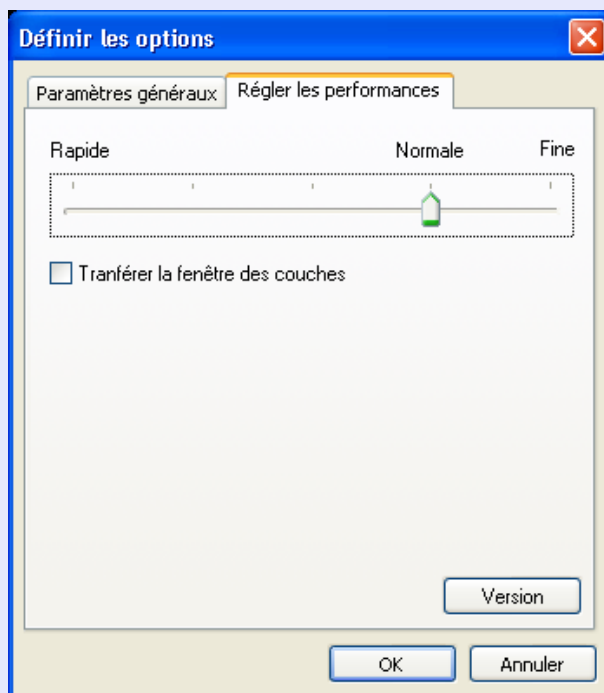 Définir les options
Paramètres généraux Régler les performances
Rapide Normale Fine
Tranférer la fenêtre des couches
Version
OK Annuler